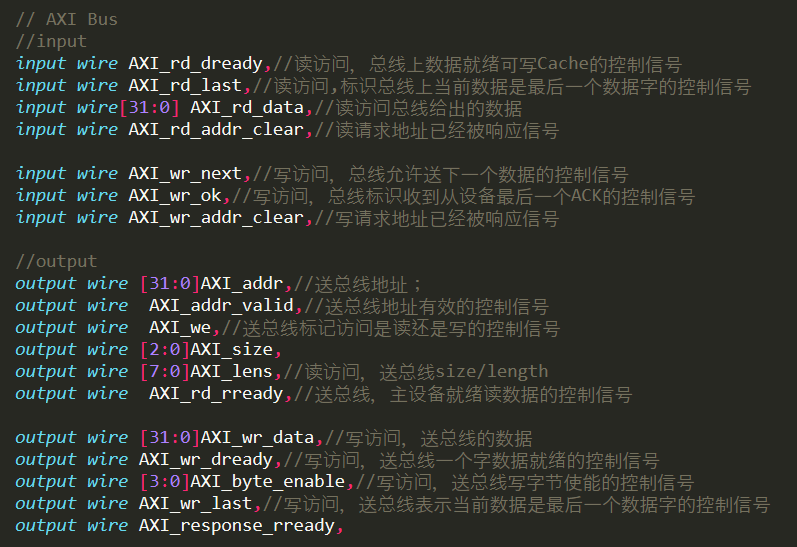 // AXI Bus
//input
input wire AXI_rd_dready,//读访问，总线上数据就绪可写Cache的控制信号
input wire AXI_rd_last,//读访问,标识总线上当前数据是最后一个数据字的控制信号
input wire[31:0] AXI_rd_data,//读访问总线给出的数据
input wire AXI_rd_addr_clear,//读请求地址已经被响应信号
input wire AXI_wr_next,//写访问，总线允许送下一个数据的控制信号
input wire AXI_wr_ok,//写访问，总线标识收到从设备最后一个ACK的控制信号
input wire AXI_wr_addr_clear,//写请求地址已经被响应信号
//output
output wire [31:0]AXI_addr,//送总线地址；
output wire  AXI_addr_valid,//送总线地址有效的控制信号
output wire  AXI_we,//送总线标记访问是读还是写的控制信号
output wire [2:0]AXI_size,
output wire [7:0]AXI_lens,//读访问，送总线size/length
output wire  AXI_rd_rready,//送总线，主设备就绪读数据的控制信号
output wire [31:0]AXI_wr_data,//写访问，送总线的数据
output wire AXI_wr_dready,//写访问，送总线一个字数据就绪的控制信号
output wire [3:0]AXI_byte_enable,//写访问，送总线写字节使能的控制信号
output wire AXI_wr_last,//写访问，送总线表示当前数据是最后一个数据字的控制信号
output wire AXI_response_rready,